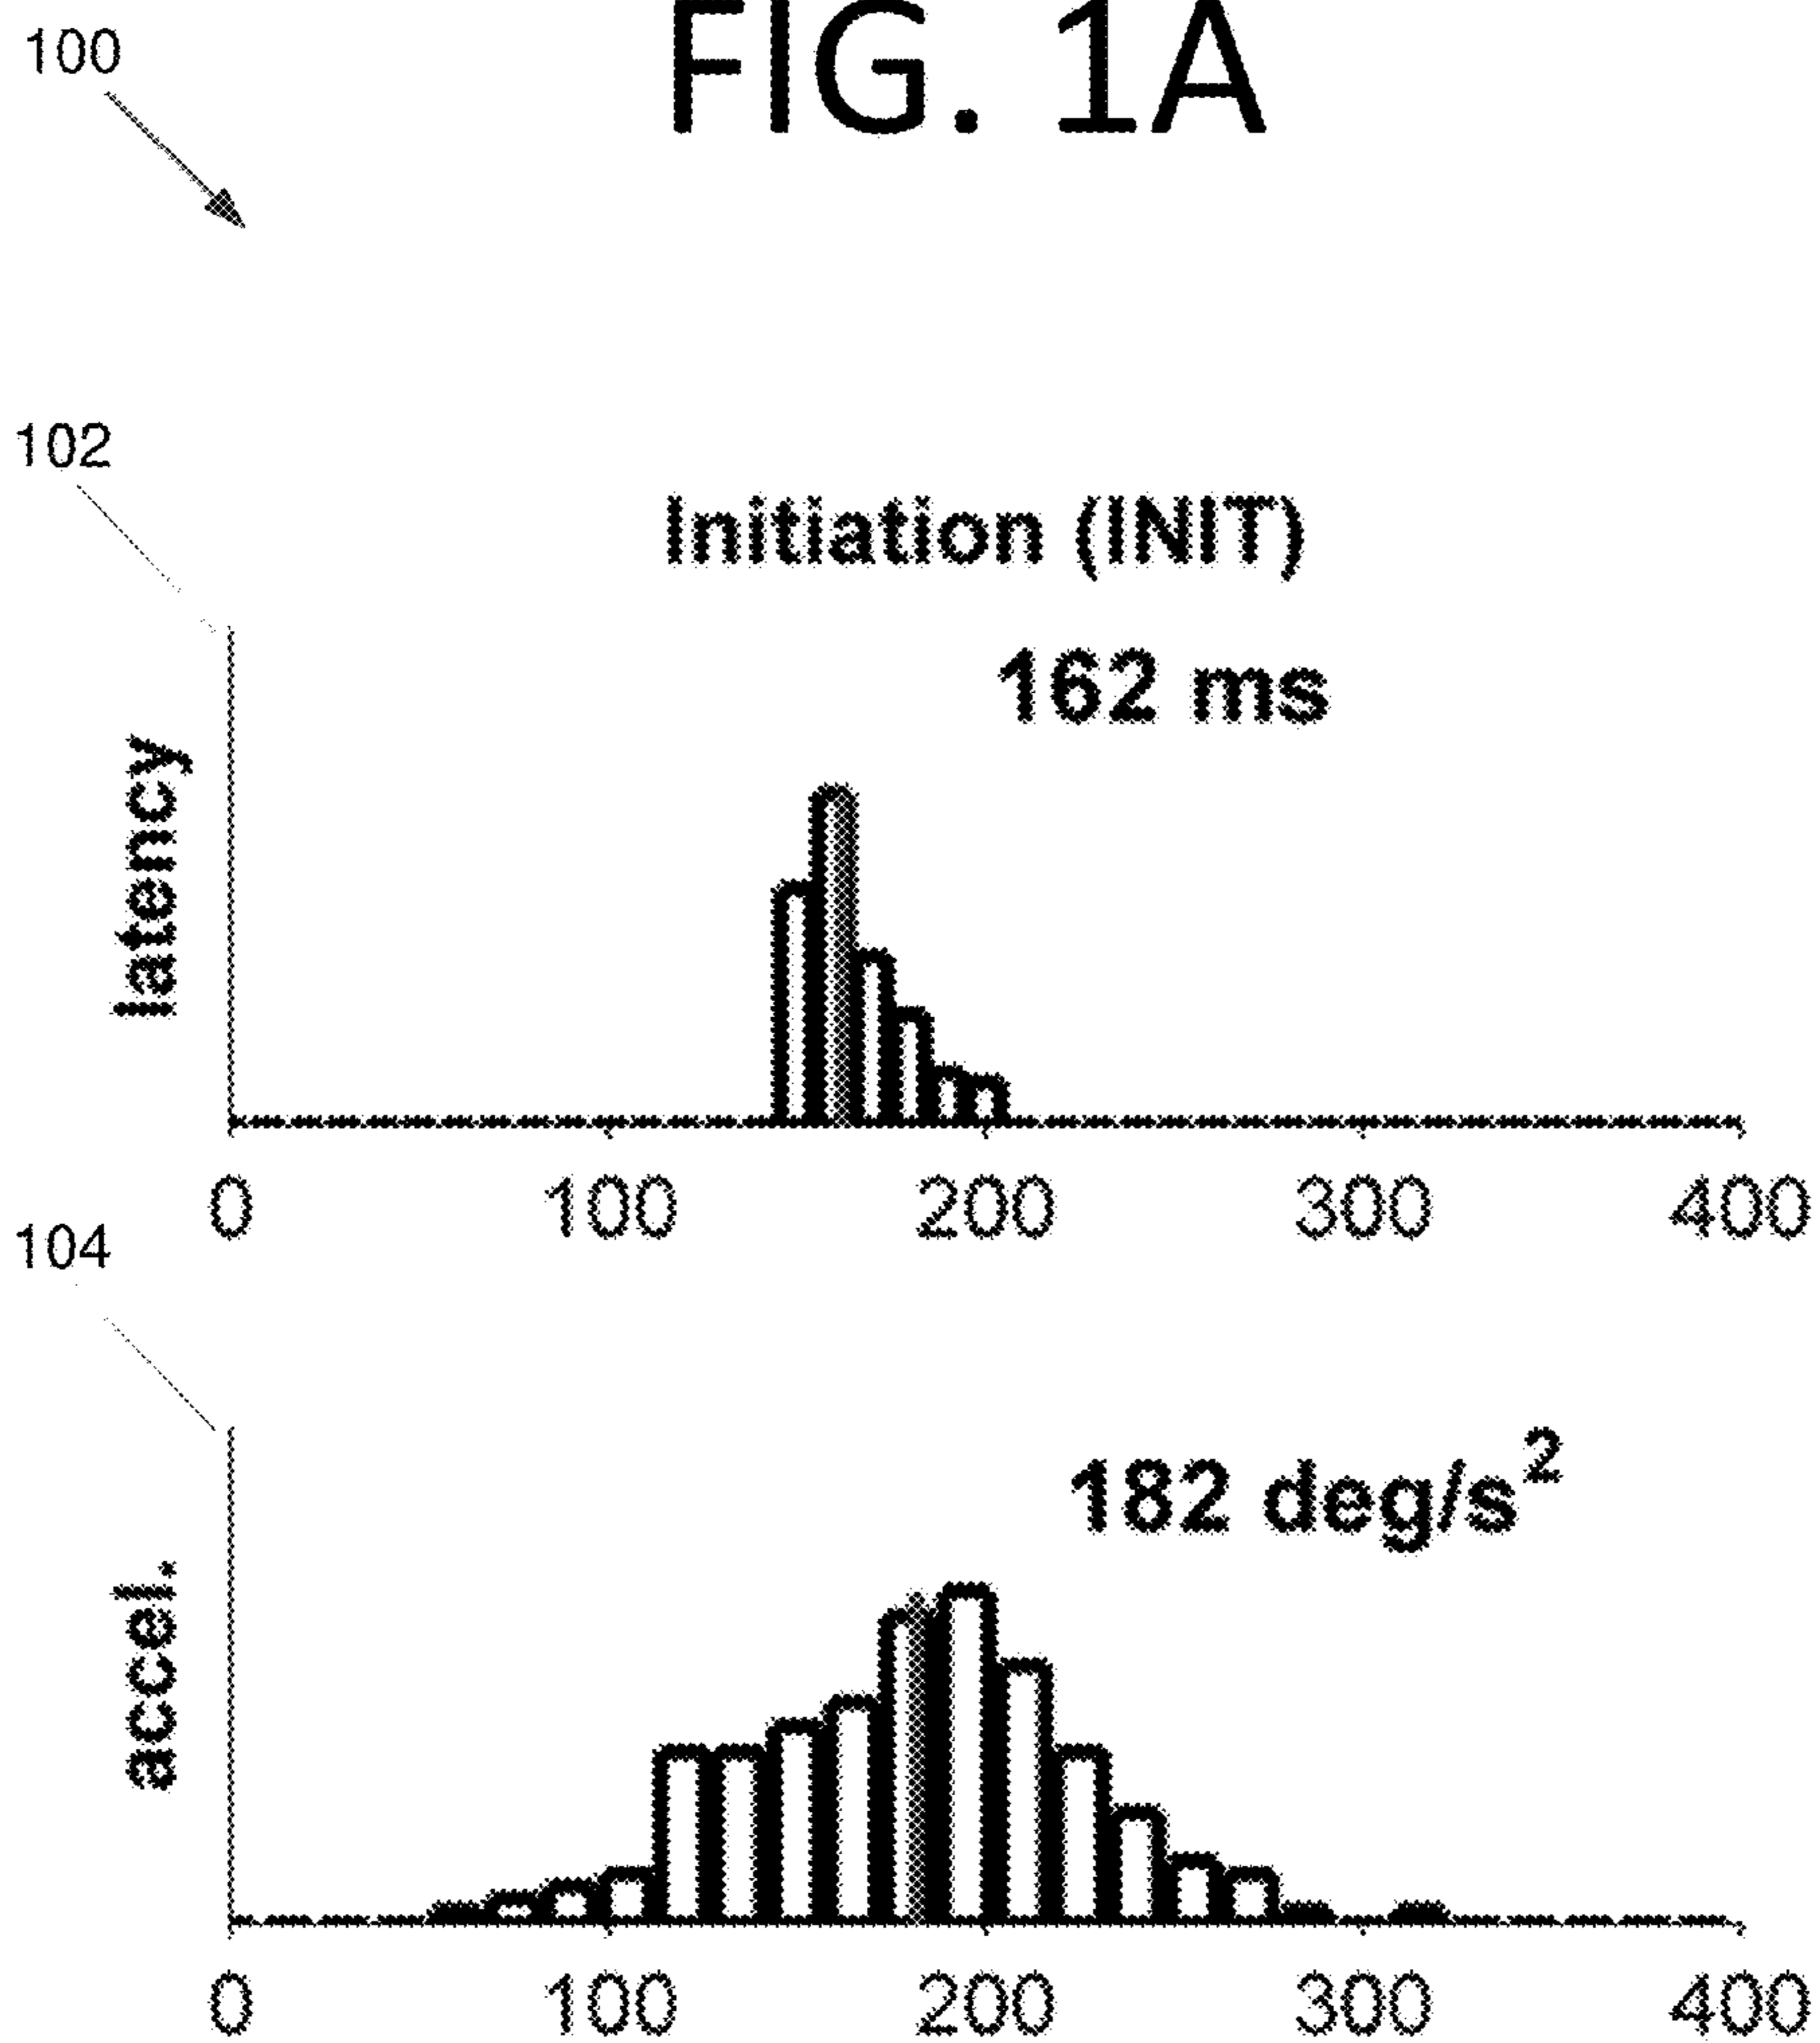 FIG. 1A
100
102
Initiation (INIT)
162 ms
latency
0 100 200 300 400
104
182 deg/s²
accel.
0 100 200 300 400